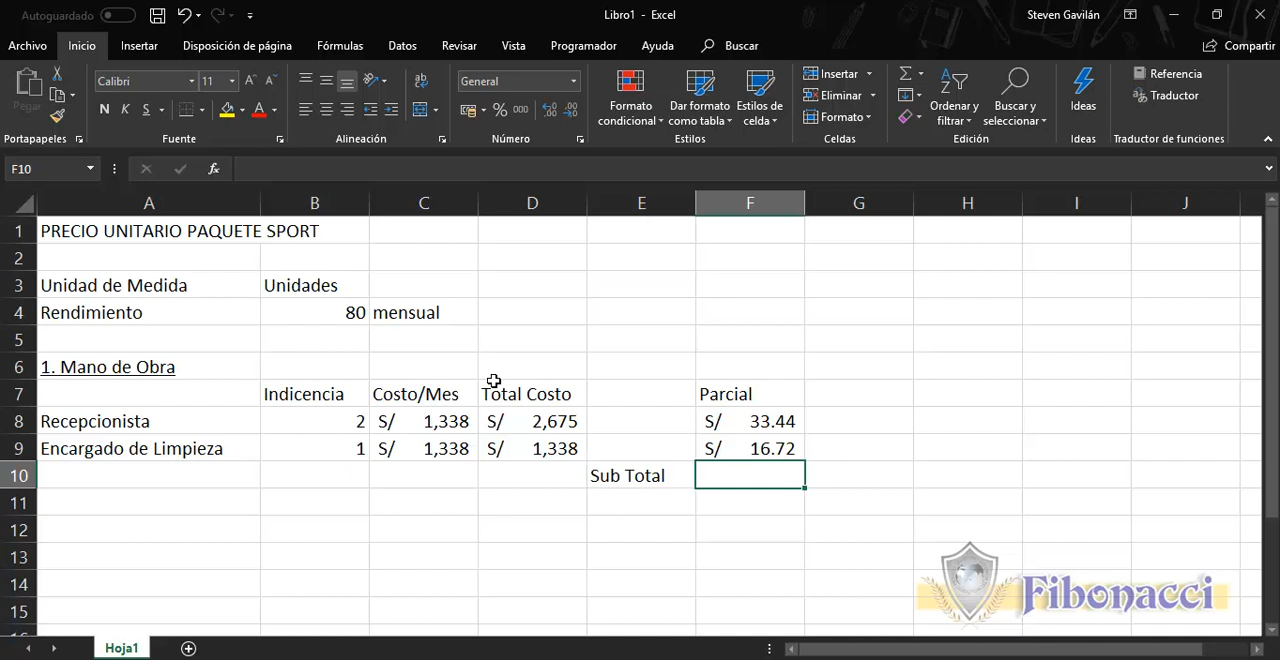 Autoguardado
Libro1 - Excel
Steven Gavilán
Archivo Inicio Insertar Disposición de página Fórmulas Datos Revisar Vista Programador Ayuda Buscar Compartir
Pegar
Calibri 11
N K S
A
General
% 000
Formato condicional
Dar formato como tabla
Estilos de celda
Insertar
Eliminar
Formato
Ordenar y filtrar
Buscar y seleccionar
Ideas
Referencia
Traductor
Portapapeles Fuente Alineación Número Estilos Celdas Edición Ideas Traductor de funciones
F10 fx
A B C D E F G H I J
1 PRECIO UNITARIO PAQUETE SPORT
2
3 Unidad de Medida Unidades
4 Rendimiento 80 mensual
5
6 1. Mano de Obra
7 Indicencia Costo/Mes Total Costo Parcial
8 Recepcionista 2 S/ 1,338 S/ 2,675 S/ 33.44
9 Encargado de Limpieza 1 S/ 1,338 S/ 1,338 S/ 16.72
10 Sub Total
11
12
13
14
15
Fibonacci
Hoja1